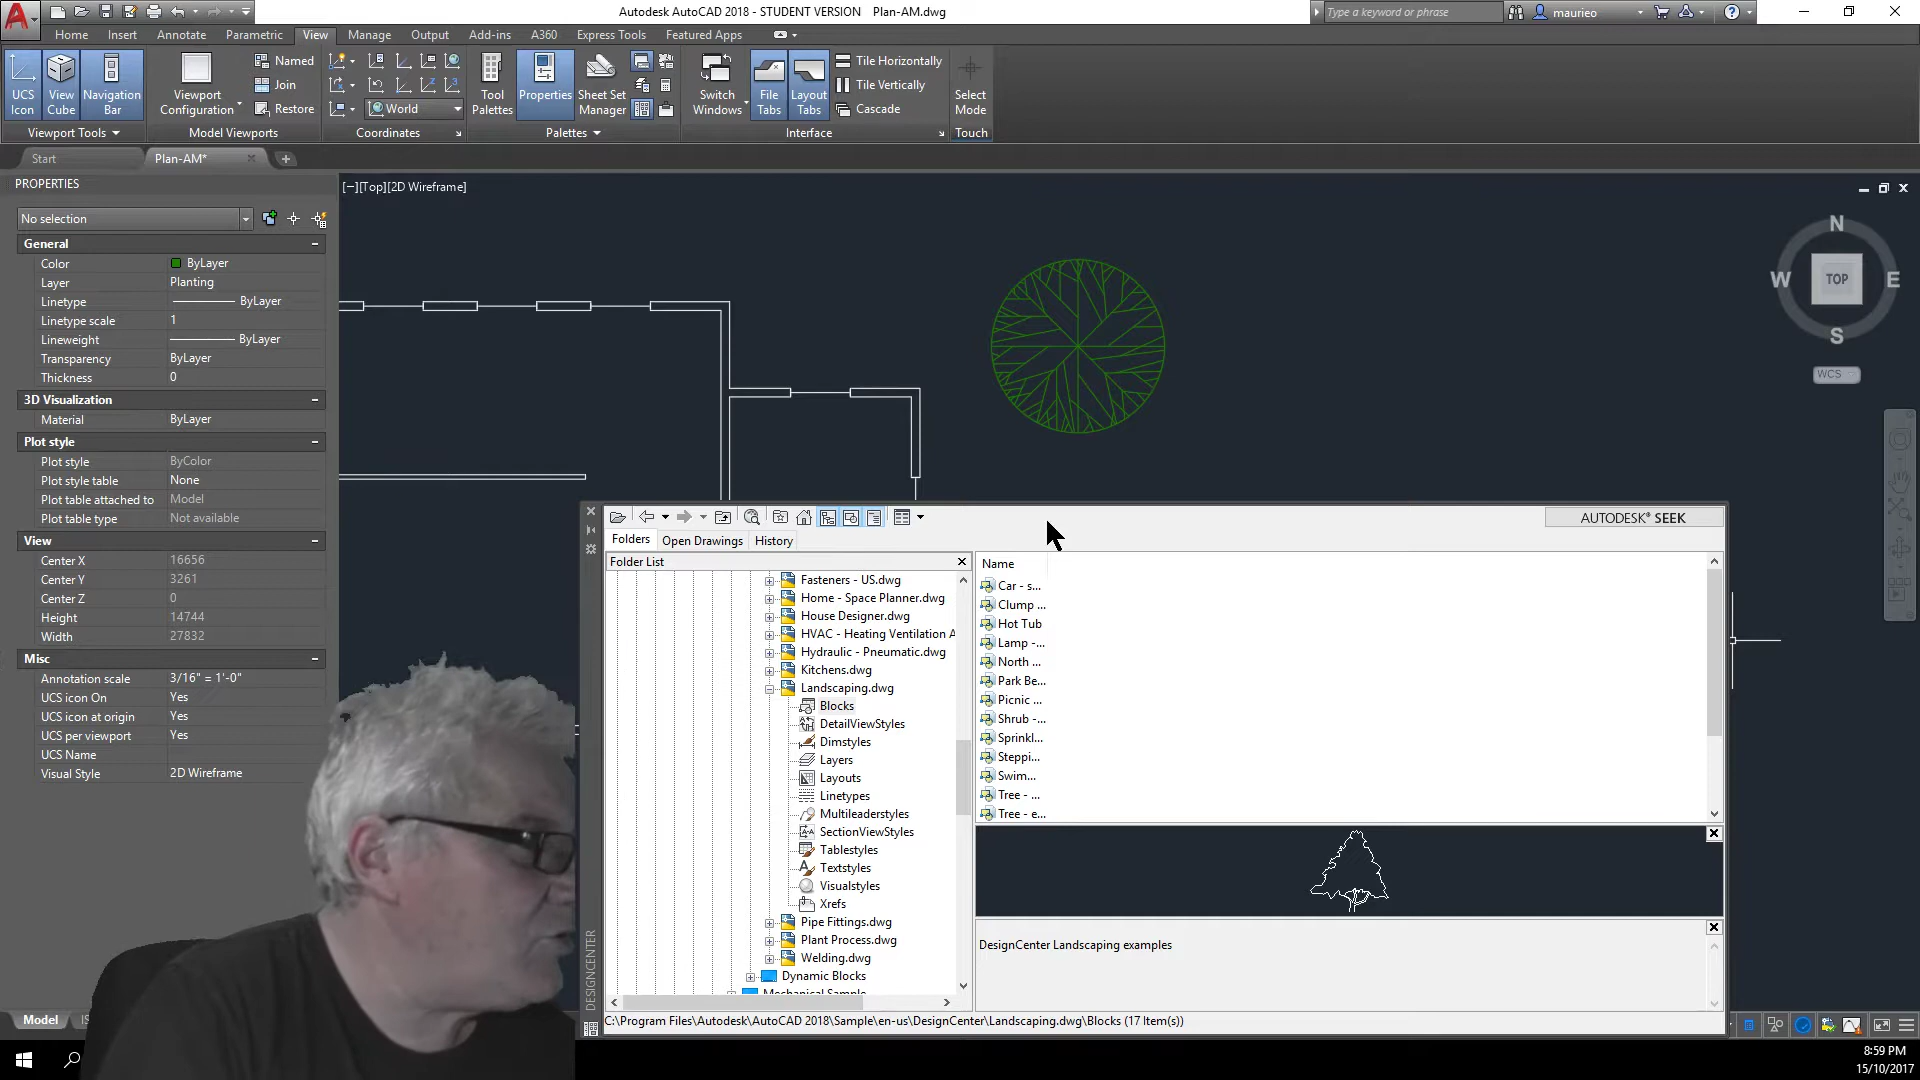 Autodesk AutoCAD 2018 - STUDENT VERSION Plan-AM.dwg
Type a keyword or phrase
maurieo
Home Insert Annotate Parametric View Manage Output Add-ins A360 Express Tools Featured Apps
UCS Icon
View Cube
Navigation Bar
Viewport Configuration
Named
Join
Restore
World
Tool Palettes
Properties
Sheet Set Manager
Switch Windows
File Tabs
Layout Tabs
Tile Horizontally
Tile Vertically
Cascade
Select Mode
Viewport Tools
Model Viewports
Coordinates
Palettes
Interface
Touch
Start
Plan-AM*
PROPERTIES
[−][Top][2D Wireframe]
No selection
General
Color ByLayer
Layer Planting
Linetype ByLayer
Linetype scale 1
Lineweight ByLayer
Transparency ByLayer
Thickness 0
3D Visualization
Material ByLayer
Plot style
Plot style ByColor
Plot style table None
Plot table attached to Model
Plot table type Not available
View
Center X 16656
Center Y 3261
Center Z 0
Height 14744
Width 27832
Misc
Annotation scale 3/16" = 1'-0"
UCS icon On Yes
UCS icon at origin Yes
UCS per viewport Yes
UCS Name
Visual Style 2D Wireframe
N
W TOP E
S
WCS
AUTODESK® SEEK
Folders Open Drawings History
Folder List
Fasteners - US.dwg
Home - Space Planner.dwg
House Designer.dwg
HVAC - Heating Ventilation A
Hydraulic - Pneumatic.dwg
Kitchens.dwg
Landscaping.dwg
Blocks
DetailViewStyles
Dimstyles
Layers
Layouts
Linetypes
Multileaderstyles
SectionViewStyles
Tablestyles
Textstyles
Visualstyles
Xrefs
Pipe Fittings.dwg
Plant Process.dwg
Welding.dwg
Dynamic Blocks
Mechanical Sample
Name
Car - s...
Clump ...
Hot Tub
Lamp -...
North ...
Park Be...
Picnic ...
Shrub -...
Sprinkl...
Steppi...
Swim...
Tree - ...
Tree - e...
DesignCenter Landscaping examples
DESIGNCENTER
C:\Program Files\Autodesk\AutoCAD 2018\Sample\en-us\DesignCenter\Landscaping.dwg\Blocks (17 Item(s))
Model
8:59 PM
15/10/2017